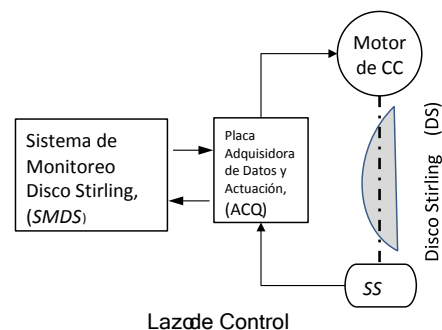 Motor
de CC
Sistema de
Monitoreo
Disco Stirling,
(SMDS)
Placa
Adquisidora
de Datos y
Actuación,
(ACQ)
Disco Stirling (DS)
SS
Lazode Control